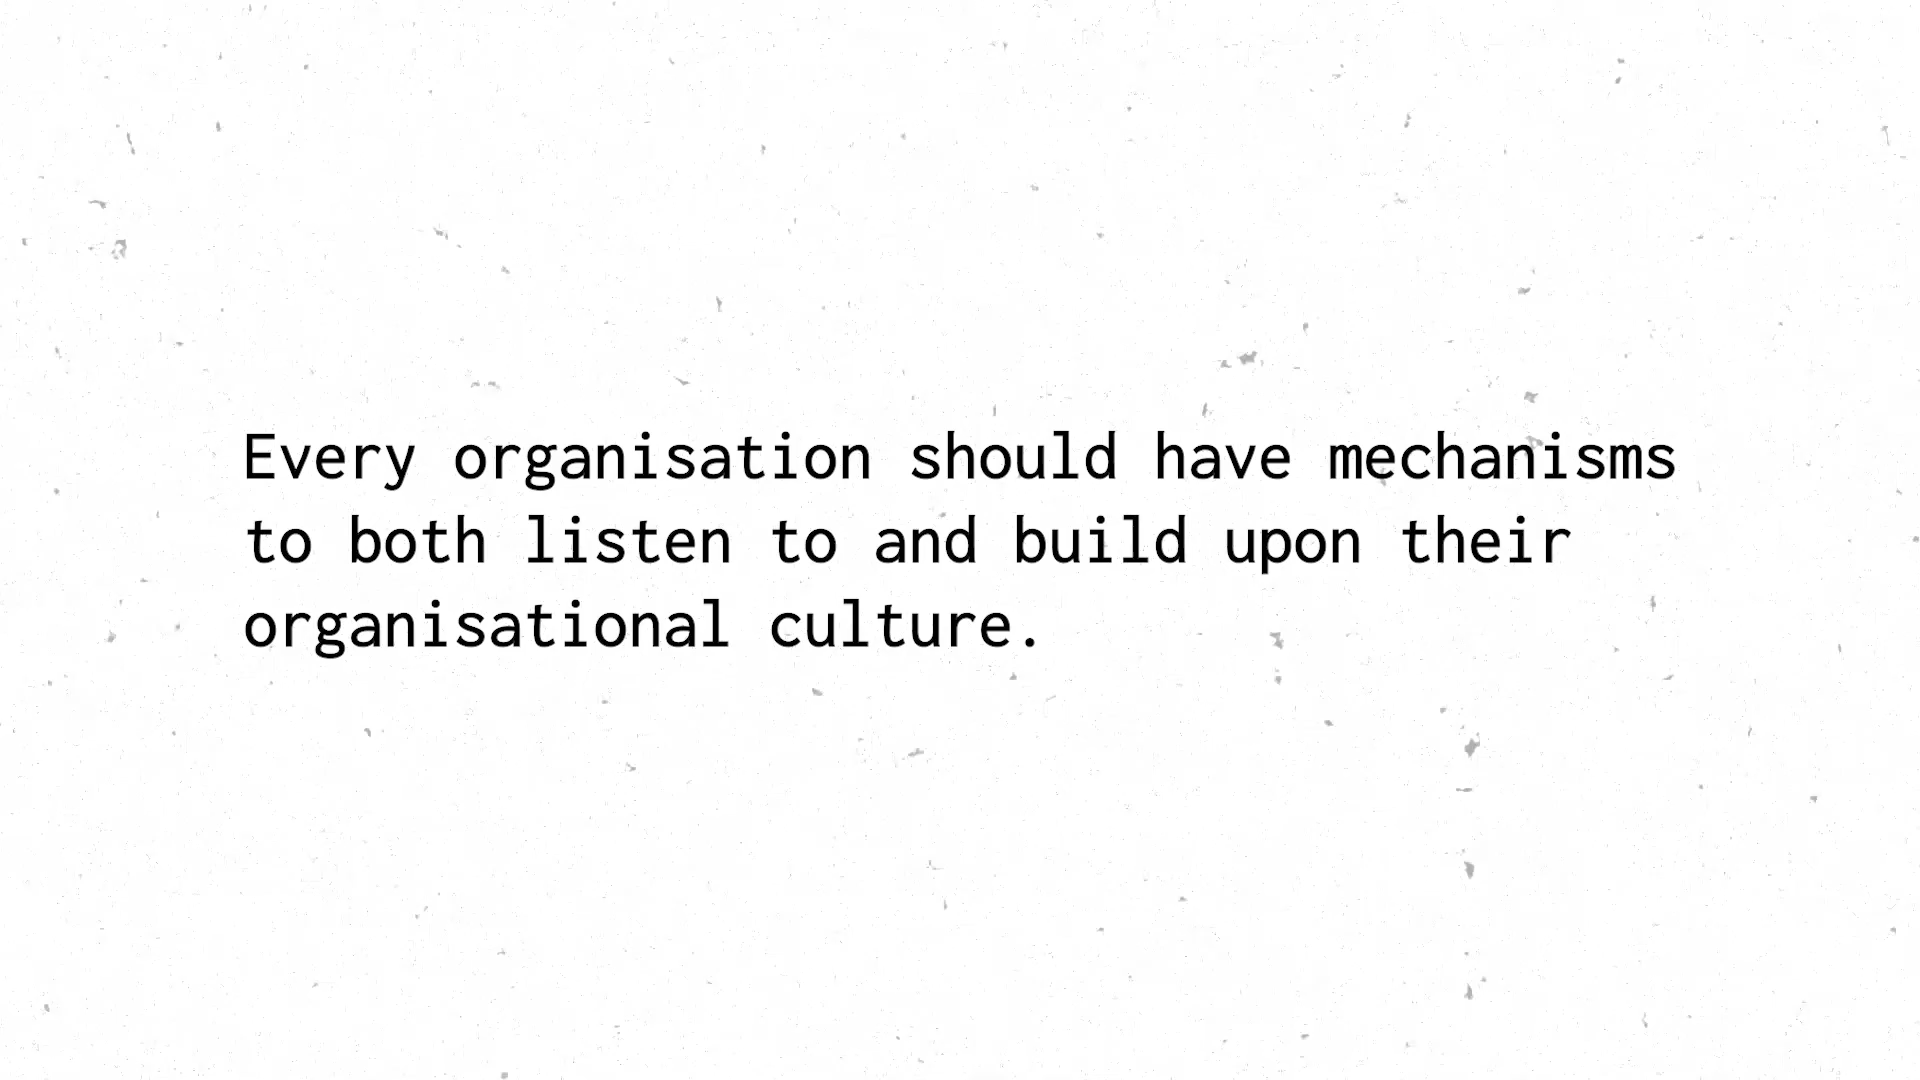 Every organisation should have mechanisms
to both listen to and build upon their
organisational culture.